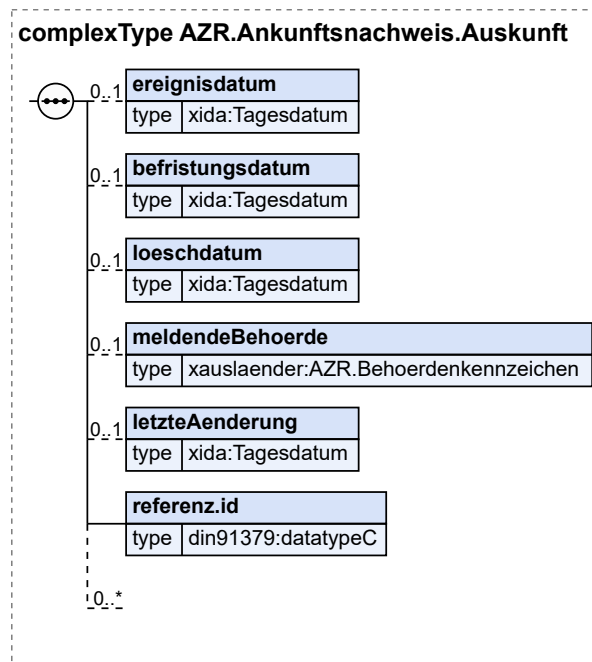 complexType AZR.Ankunftsnachweis.Auskunft
0..1 ereignisdatum
type xida:Tagesdatum
0..1 befristungsdatum
type xida:Tagesdatum
0..1 loeschdatum
type xida:Tagesdatum
0..1 meldendeBehoerde
type xauslaender:AZR.Behoerdenkennzeichen
0..1 letzteAenderung
type xida:Tagesdatum
referenz.id
type din91379:datatypeC
0..*